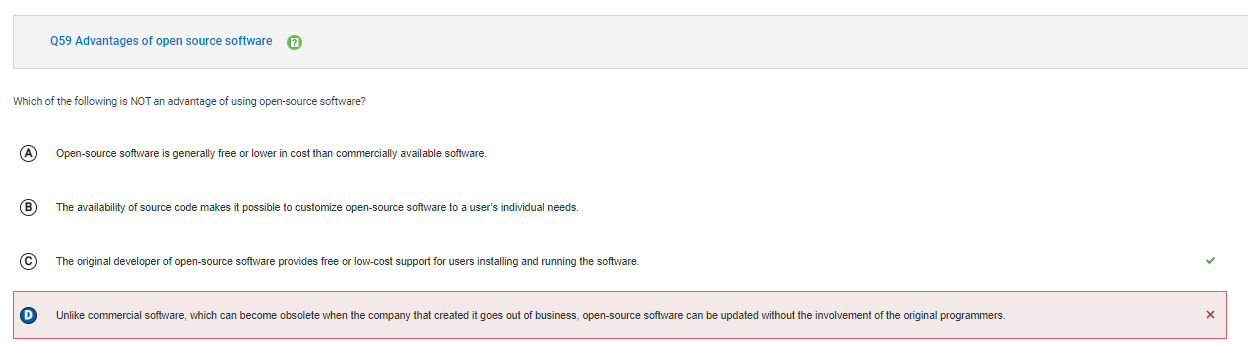 Q59 Advantages of open source software
Which of the following is NOT an advantage of using open-source software?
A Open-source software is generally free or lower in cost than commercially available software.
B The availability of source code makes it possible to customize open-source software to a user's individual needs.
C The original developer of open-source software provides free or low-cost support for users installing and running the software.
D Unlike commercial software, which can become obsolete when the company that created it goes out of business, open-source software can be updated without the involvement of the original programmers.